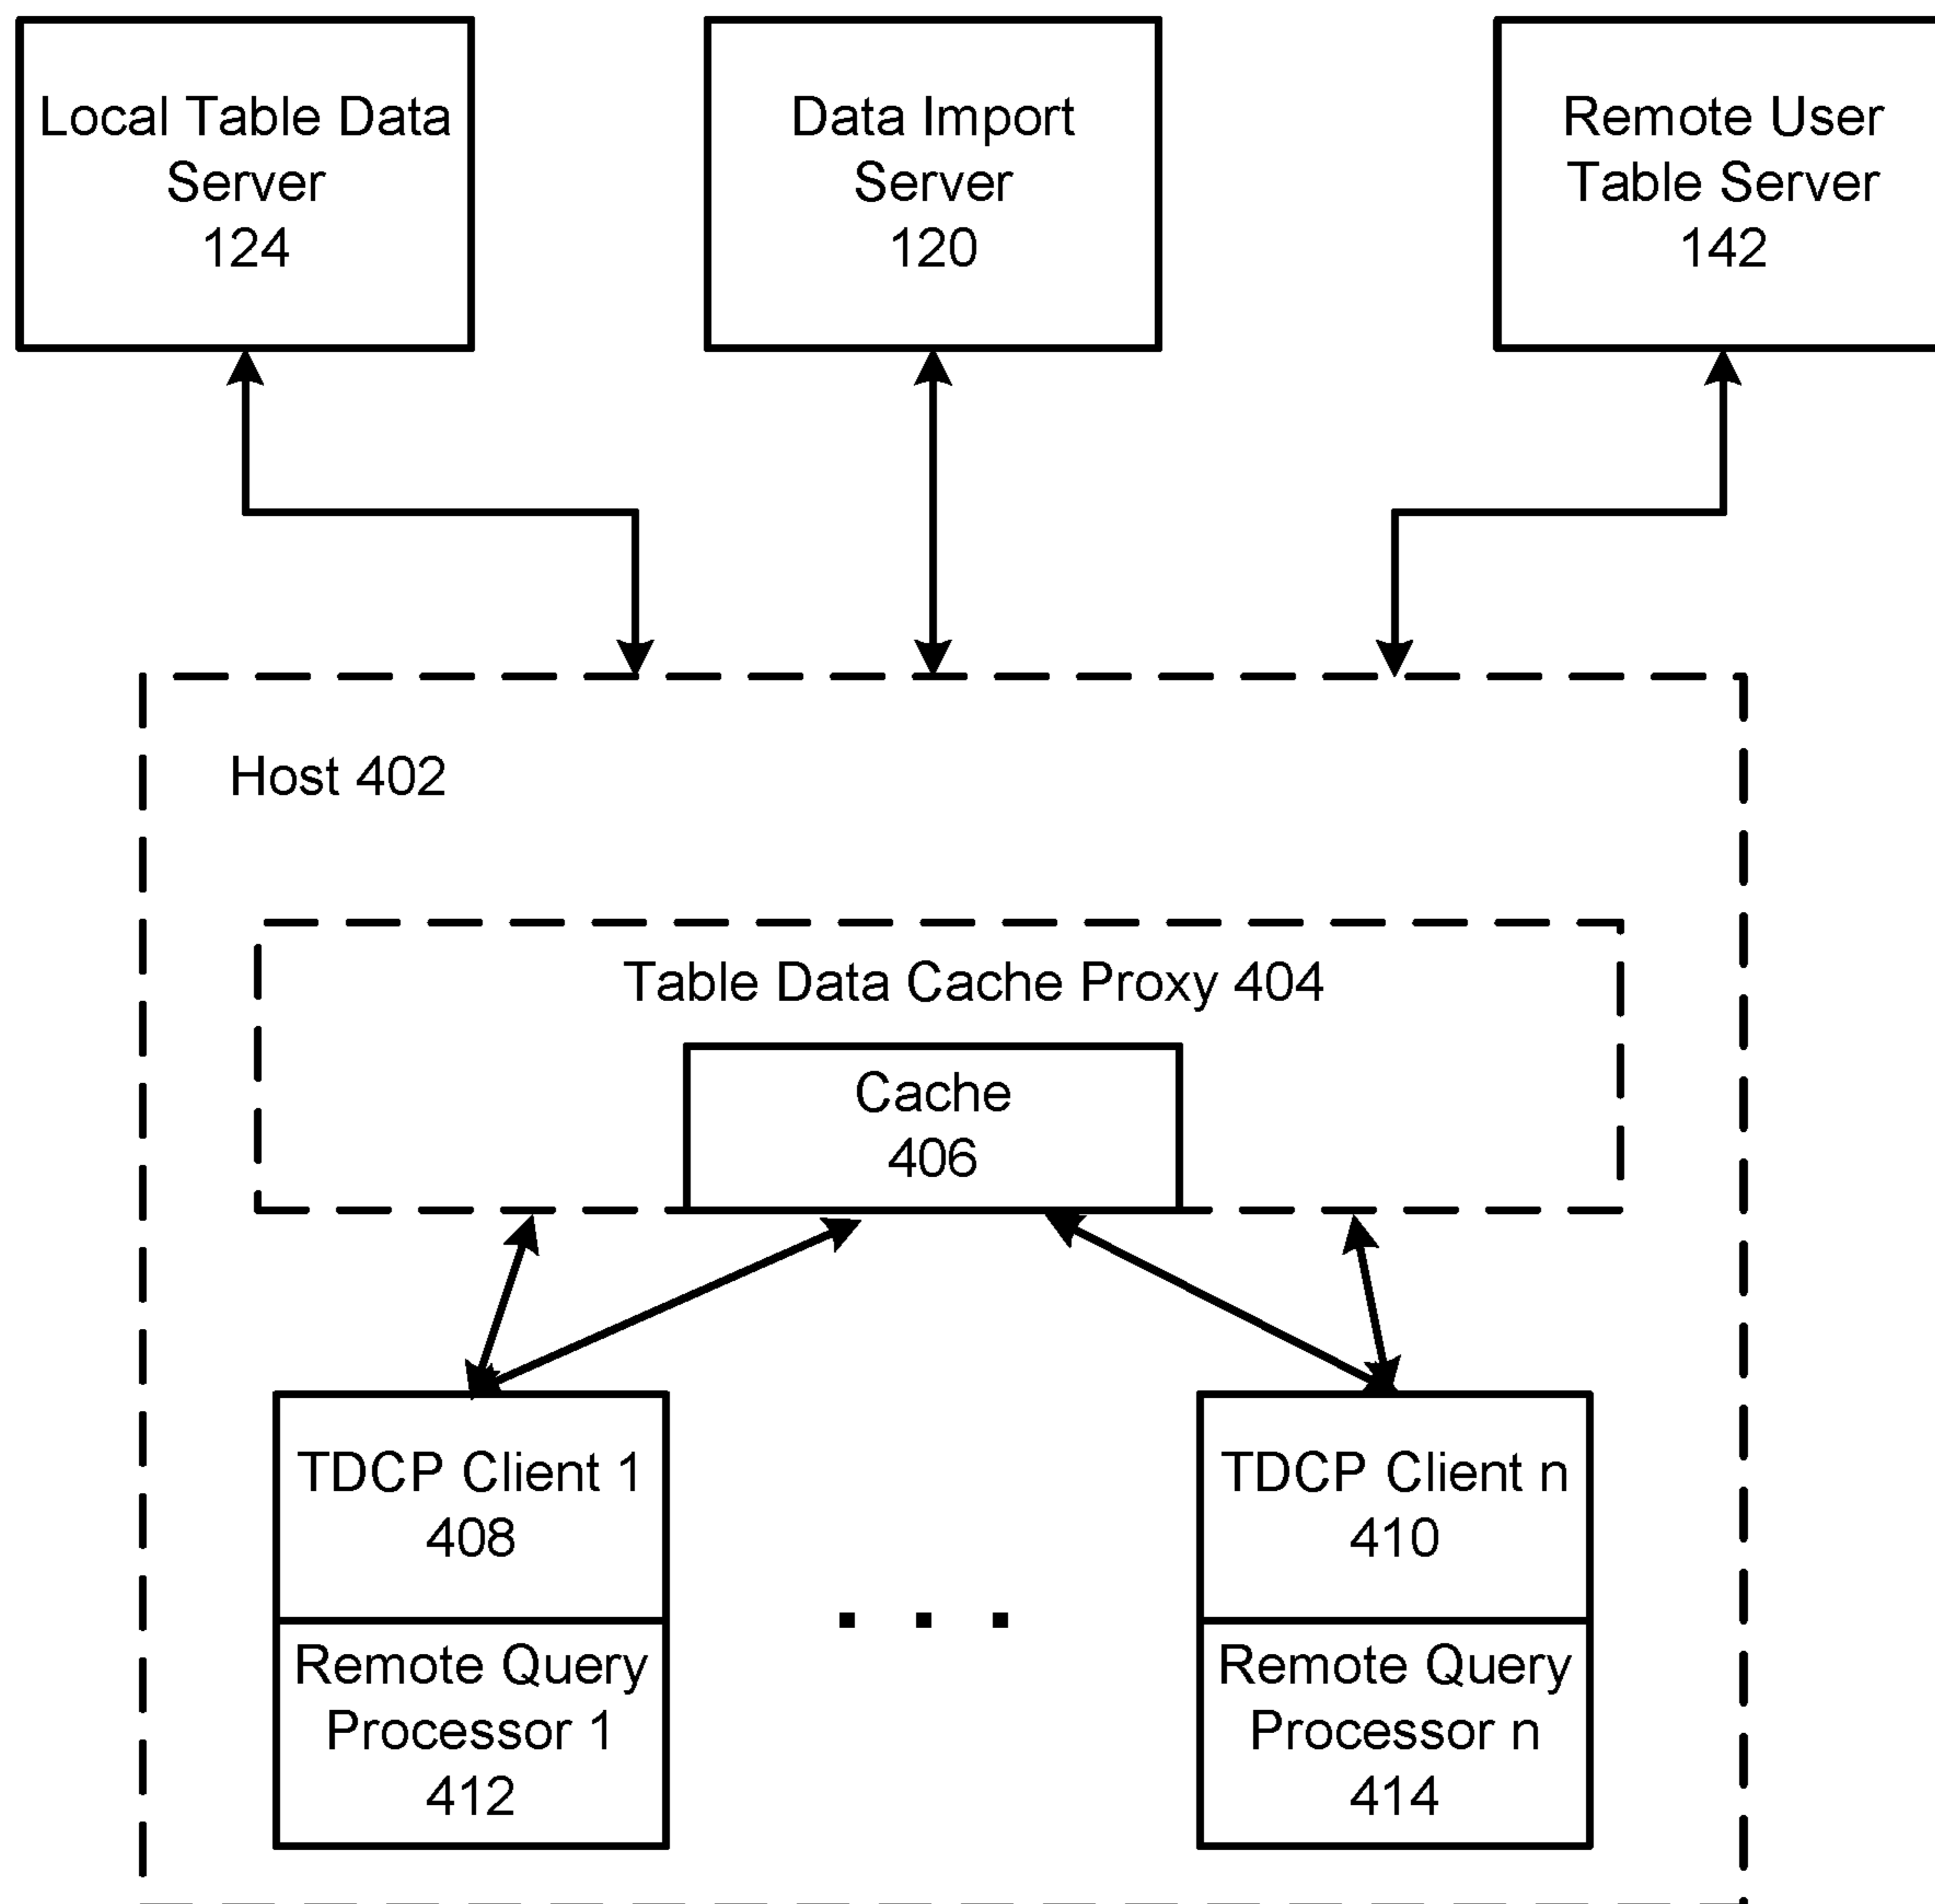 Local Table Data
Server
124
Data Import
Server
120
Remote User
Table Server
142
Host 402
Table Data Cache Proxy 404
Cache
406
TDCP Client 1
408
Remote Query
Processor 1
412
. . .
TDCP Client n
410
Remote Query
Processor n
414